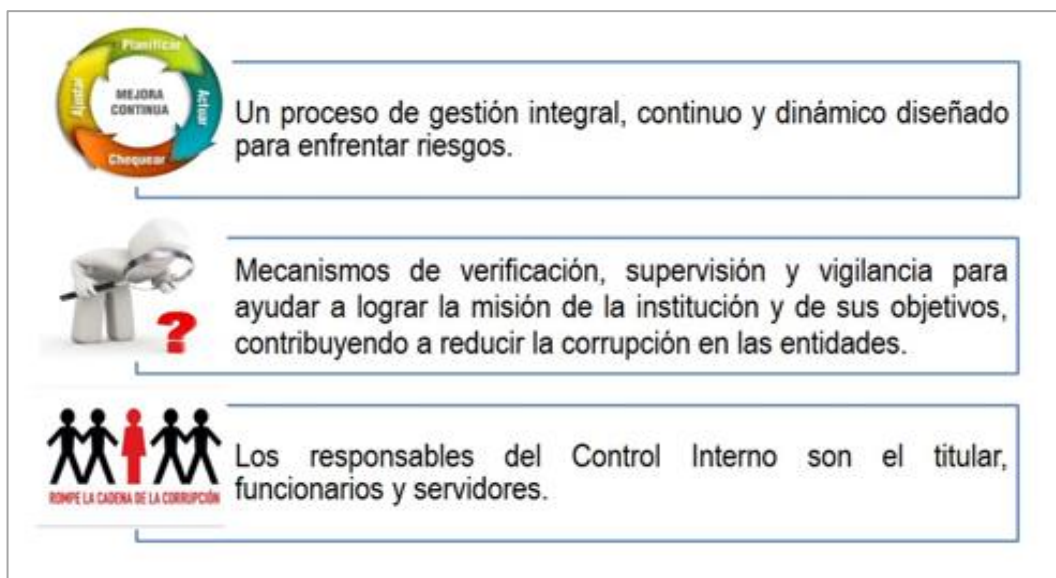 Planificar
Actuar
Chequear
Ajustar
MEJORA
CONTINUA
Un proceso de gestión integral, continuo y dinámico diseñado
para enfrentar riesgos.
Mecanismos de verificación, supervisión y vigilancia para
ayudar a lograr la misión de la institución y de sus objetivos,
contribuyendo a reducir la corrupción en las entidades.
?
ROMPE LA CADENA DE LA CORRUPCIÓN
Los responsables del Control Interno son el titular,
funcionarios y servidores.